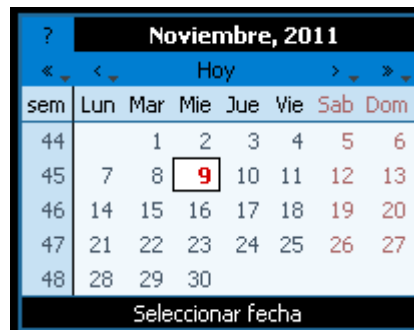 ? Noviembre, 2011
« ‹ Hoy › »
sem Lun Mar Mie Jue Vie Sab Dom
44 1 2 3 4 5 6
45 7 8 9 10 11 12 13
46 14 15 16 17 18 19 20
47 21 22 23 24 25 26 27
48 28 29 30
Seleccionar fecha